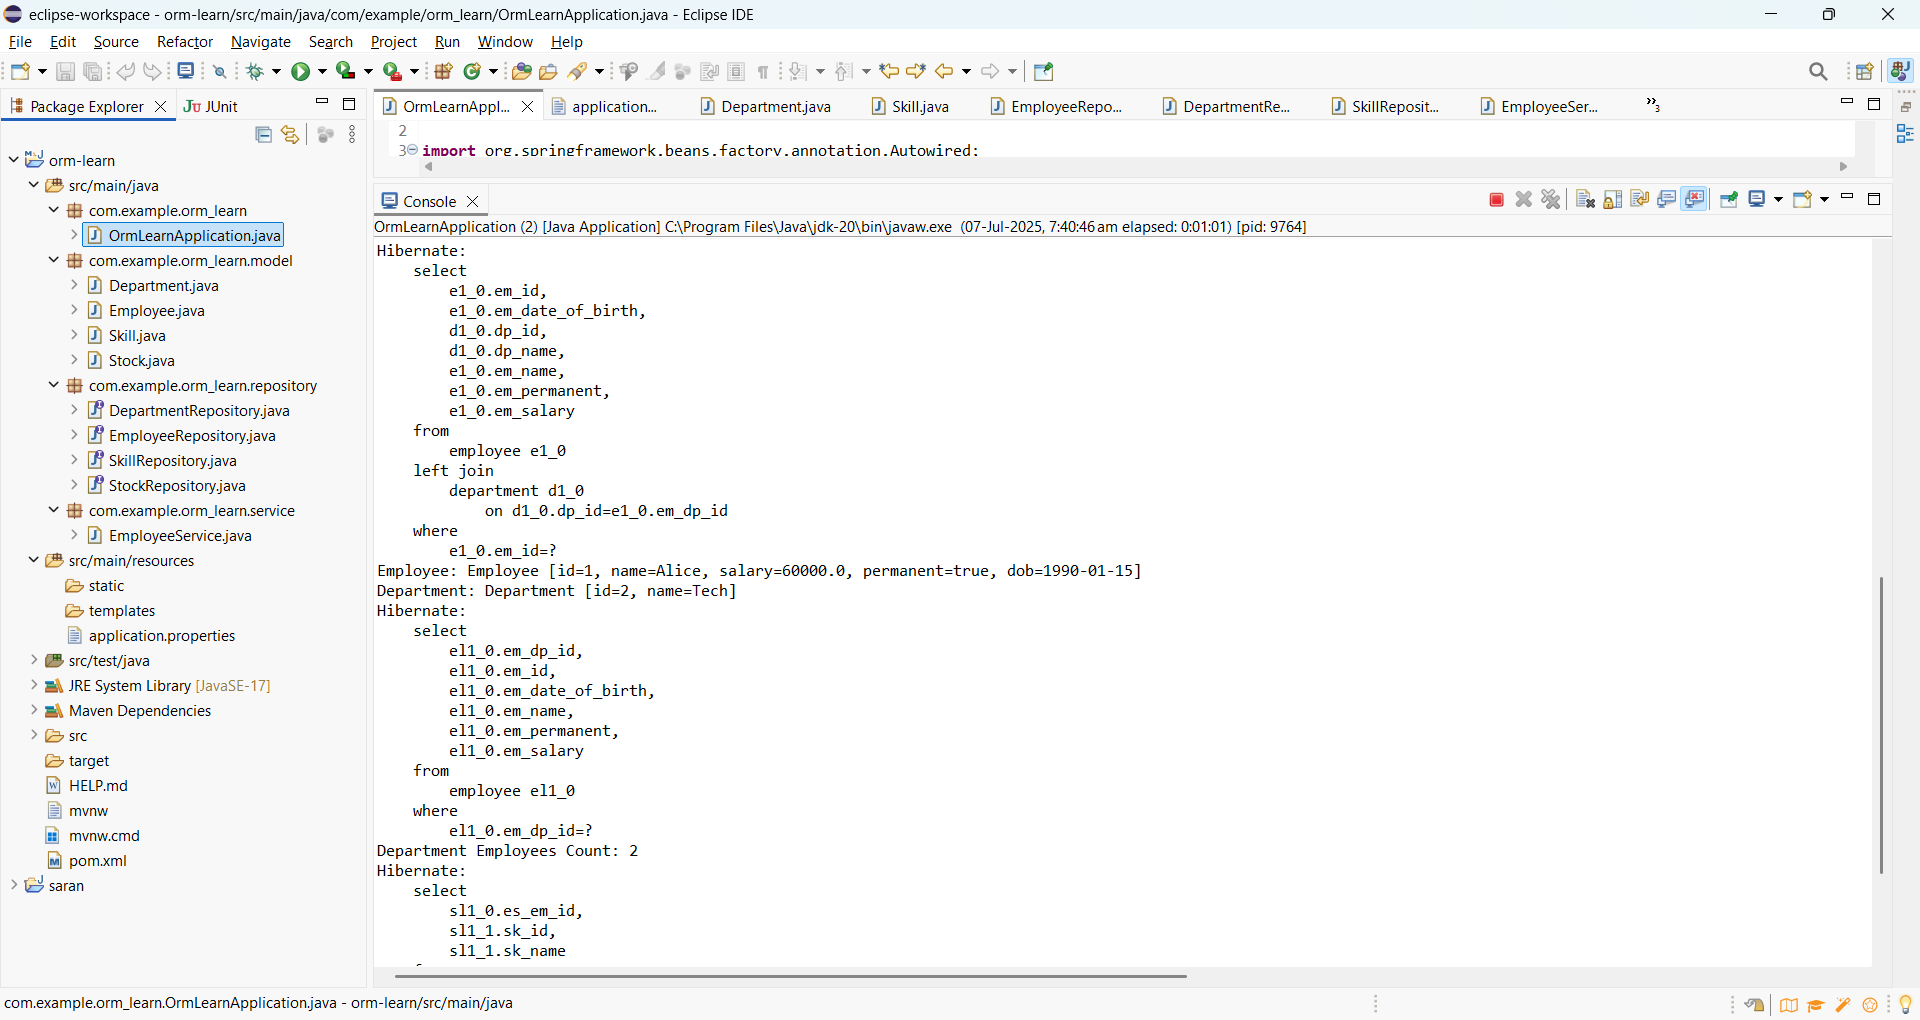 eclipse-workspace - orm-learn/src/main/java/com/example/orm_learn/OrmLearnApplication.java - Eclipse IDE
File Edit Source Refactor Navigate Search Project Run Window Help
Package Explorer JUnit
OrmLearnAppl... application... Department.java Skill.java EmployeeRepo... DepartmentRe... SkillReposit... EmployeeSer... »3
2
3 import org.springframework.beans.factory.annotation.Autowired;
orm-learn
src/main/java
com.example.orm_learn
OrmLearnApplication.java
com.example.orm_learn.model
Department.java
Employee.java
Skill.java
Stock.java
com.example.orm_learn.repository
DepartmentRepository.java
EmployeeRepository.java
SkillRepository.java
StockRepository.java
com.example.orm_learn.service
EmployeeService.java
src/main/resources
static
templates
application.properties
src/test/java
JRE System Library [JavaSE-17]
Maven Dependencies
src
target
HELP.md
mvnw
mvnw.cmd
pom.xml
saran
Console
OrmLearnApplication (2) [Java Application] C:\Program Files\Java\jdk-20\bin\javaw.exe (07-Jul-2025, 7:40:46 am elapsed: 0:01:01) [pid: 9764]
Hibernate:
select
e1_0.em_id,
e1_0.em_date_of_birth,
d1_0.dp_id,
d1_0.dp_name,
e1_0.em_name,
e1_0.em_permanent,
e1_0.em_salary
from
employee e1_0
left join
department d1_0
on d1_0.dp_id=e1_0.em_dp_id
where
e1_0.em_id=?
Employee: Employee [id=1, name=Alice, salary=60000.0, permanent=true, dob=1990-01-15]
Department: Department [id=2, name=Tech]
Hibernate:
select
el1_0.em_dp_id,
el1_0.em_id,
el1_0.em_date_of_birth,
el1_0.em_name,
el1_0.em_permanent,
el1_0.em_salary
from
employee el1_0
where
el1_0.em_dp_id=?
Department Employees Count: 2
Hibernate:
select
sl1_0.es_em_id,
sl1_1.sk_id,
sl1_1.sk_name
com.example.orm_learn.OrmLearnApplication.java - orm-learn/src/main/java